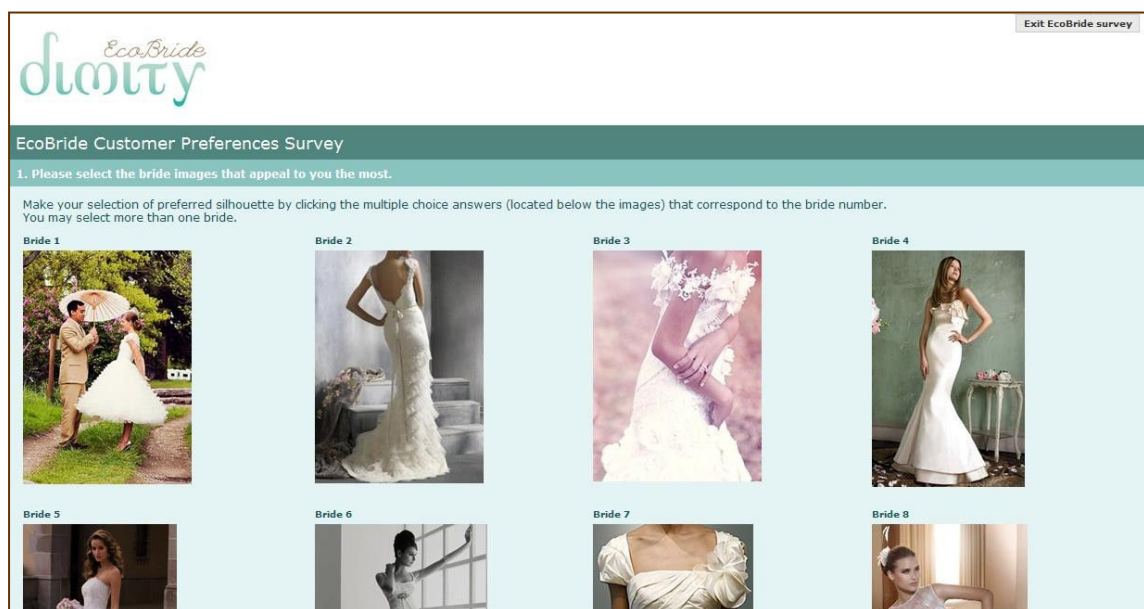 Exit EcoBride survey
EcoBride
dimity
EcoBride Customer Preferences Survey
1. Please select the bride images that appeal to you the most.
Make your selection of preferred silhouette by clicking the multiple choice answers (located below the images) that correspond to the bride number.
You may select more than one bride.
Bride 1 Bride 2 Bride 3 Bride 4
Bride 5 Bride 6 Bride 7 Bride 8